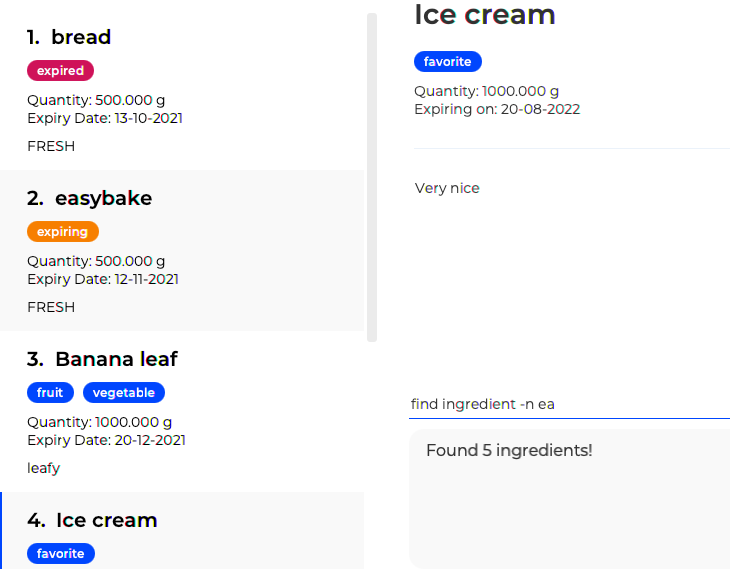 1. bread
expired
Quantity: 500.000 g
Expiry Date: 13-10-2021
FRESH
2. easybake
expiring
Quantity: 500.000 g
Expiry Date: 12-11-2021
FRESH
3. Banana leaf
fruit vegetable
Quantity: 1000.000 g
Expiry Date: 20-12-2021
leafy
4. Ice cream
favorite
Ice cream
favorite
Quantity: 1000.000 g
Expiring on: 20-08-2022
Very nice
find ingredient -n ea
Found 5 ingredients!